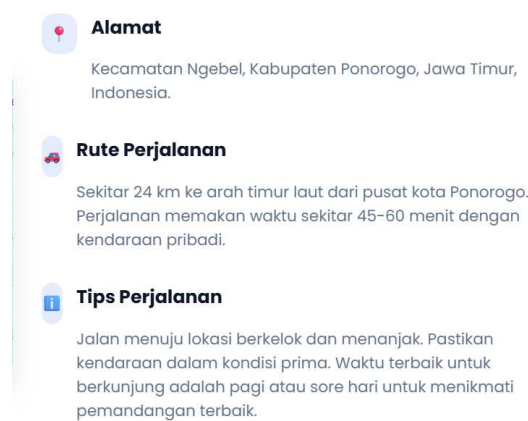 Alamat
Kecamatan Ngebel, Kabupaten Ponorogo, Jawa Timur,
Indonesia.
Rute Perjalanan
Sekitar 24 km ke arah timur laut dari pusat kota Ponorogo.
Perjalanan memakan waktu sekitar 45-60 menit dengan
kendaraan pribadi.
Tips Perjalanan
Jalan menuju lokasi berkelok dan menanjak. Pastikan
kendaraan dalam kondisi prima. Waktu terbaik untuk
berkunjung adalah pagi atau sore hari untuk menikmati
pemandangan terbaik.